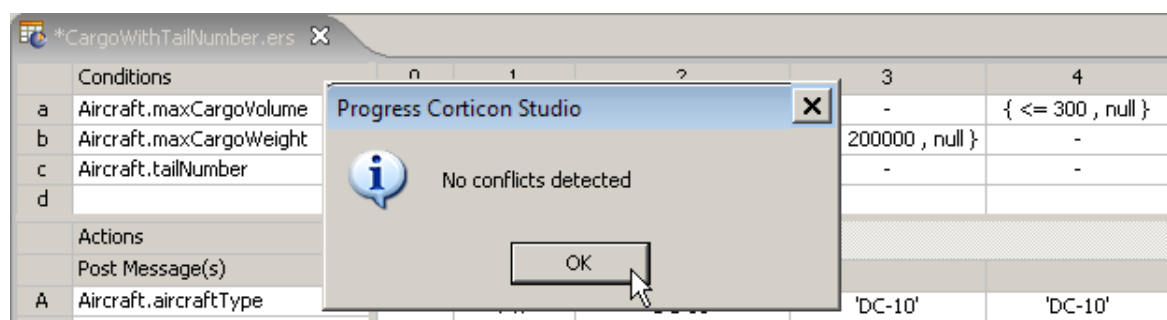 *CargoWithTailNumber.ers
Conditions 0 1 2 3 4
a Aircraft.maxCargoVolume - { <= 300 , null }
b Aircraft.maxCargoWeight 200000 , null } -
c Aircraft.tailNumber - -
d
Actions
Post Message(s)
A Aircraft.aircraftType 'DC-10' 'DC-10'
Progress Corticon Studio
No conflicts detected
OK